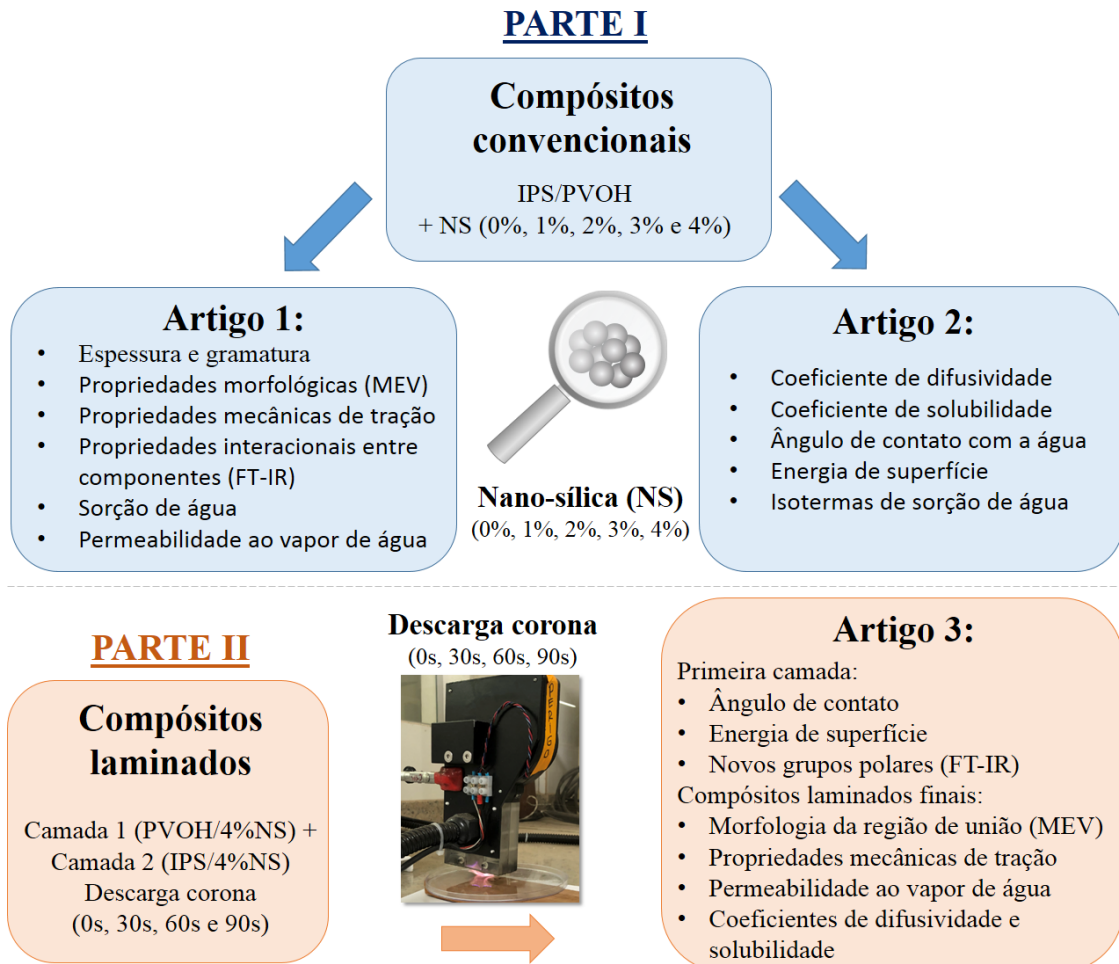 PARTE I
Compósitos
convencionais
IPS/PVOH
+ NS (0%, 1%, 2%, 3% e 4%)
Artigo 1:
• Espessura e gramatura
• Propriedades morfológicas (MEV)
• Propriedades mecânicas de tração
• Propriedades interacionais entre
componentes (FT-IR)
• Sorção de água
• Permeabilidade ao vapor de água
Nano-sílica (NS)
(0%, 1%, 2%, 3%, 4%)
Artigo 2:
• Coeficiente de difusividade
• Coeficiente de solubilidade
• Ângulo de contato com a água
• Energia de superfície
• Isotermas de sorção de água
PARTE II
Compósitos
laminados
Camada 1 (PVOH/4%NS) +
Camada 2 (IPS/4%NS)
Descarga corona
(0s, 30s, 60s e 90s)
Descarga corona
(0s, 30s, 60s, 90s)
Artigo 3:
Primeira camada:
• Ângulo de contato
• Energia de superfície
• Novos grupos polares (FT-IR)
Compósitos laminados finais:
• Morfologia da região de união (MEV)
• Propriedades mecânicas de tração
• Permeabilidade ao vapor de água
• Coeficientes de difusividade e
solubilidade